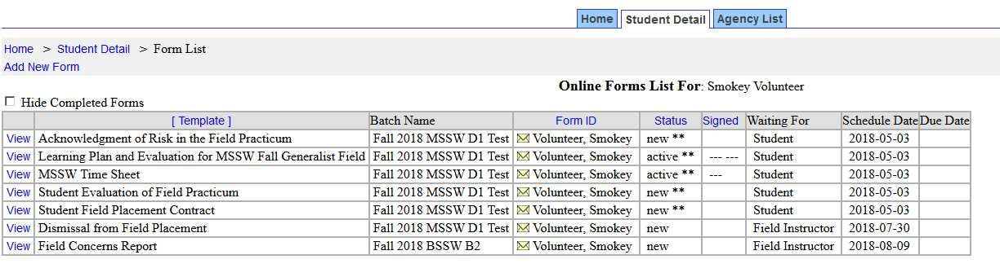 Home Student Detail Agency List
Home > Student Detail > Form List
Add New Form
Online Forms List For: Smokey Volunteer
Hide Completed Forms
[ Template ] Batch Name Form ID Status Signed Waiting For Schedule Date Due Date
View Acknowledgment of Risk in the Field Practicum Fall 2018 MSSW D1 Test Volunteer, Smokey new ** Student 2018-05-03
View Learning Plan and Evaluation for MSSW Fall Generalist Field Fall 2018 MSSW D1 Test Volunteer, Smokey active ** --- --- Student 2018-05-03
View MSSW Time Sheet Fall 2018 MSSW D1 Test Volunteer, Smokey active ** --- Student 2018-05-03
View Student Evaluation of Field Practicum Fall 2018 MSSW D1 Test Volunteer, Smokey new ** Student 2018-05-03
View Student Field Placement Contract Fall 2018 MSSW D1 Test Volunteer, Smokey new ** Student 2018-05-03
View Dismissal from Field Placement Fall 2018 MSSW D1 Test Volunteer, Smokey new Field Instructor 2018-07-30
View Field Concerns Report Fall 2018 BSSW B2 Volunteer, Smokey new Field Instructor 2018-08-09